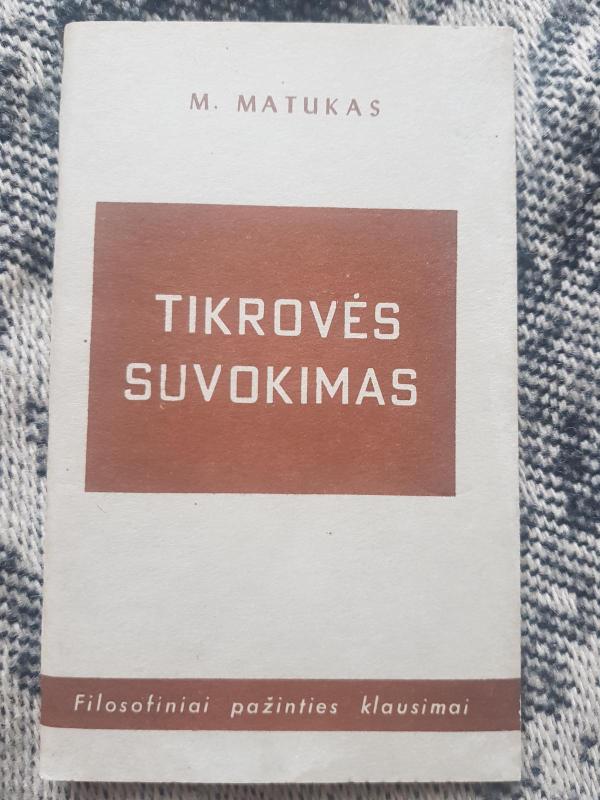 M. MATUKAS
TIKROVĖS
SUVOKIMAS
Filosofiniai pažinties klausimai